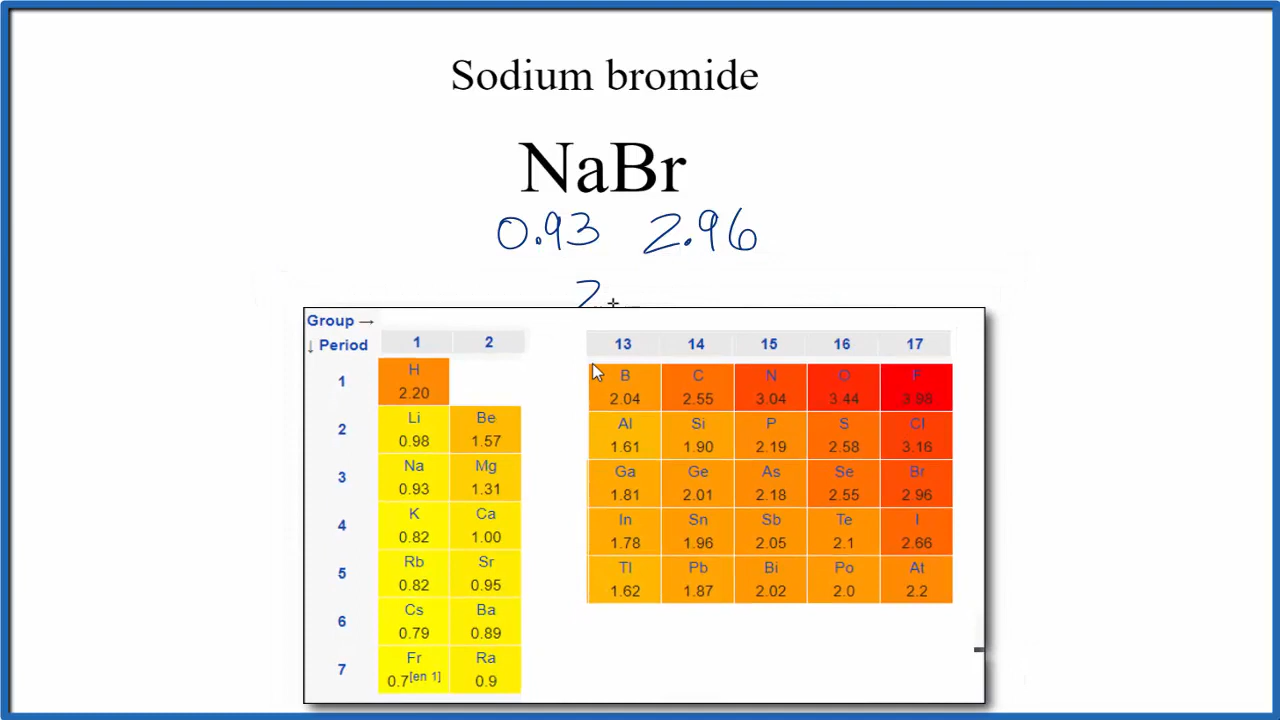 Sodium bromide
NaBr
0.93 2.96
2.
Group →
↓ Period 1 2 13 14 15 16 17
1 H B C N O F
2.20 2.04 2.55 3.04 3.44 3.98
2 Li Be Al Si P S Cl
0.98 1.57 1.61 1.90 2.19 2.58 3.16
3 Na Mg Ga Ge As Se Br
0.93 1.31 1.81 2.01 2.18 2.55 2.96
4 K Ca In Sn Sb Te I
0.82 1.00 1.78 1.96 2.05 2.1 2.66
5 Rb Sr Tl Pb Bi Po At
0.82 0.95 1.62 1.87 2.02 2.0 2.2
6 Cs Ba
0.79 0.89
7 Fr Ra
0.7[en 1] 0.9